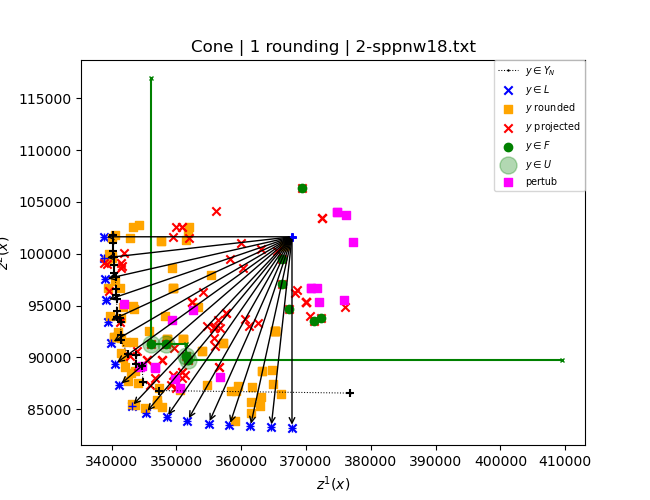 Cone | 1 rounding | 2-sppnw18.txt
y ∈ Y_N
y ∈ L
y rounded
y projected
y ∈ F
y ∈ U
pertub
z²(x)
115000
110000
105000
100000
95000
90000
85000
340000 350000 360000 370000 380000 390000 400000 410000
z¹(x)